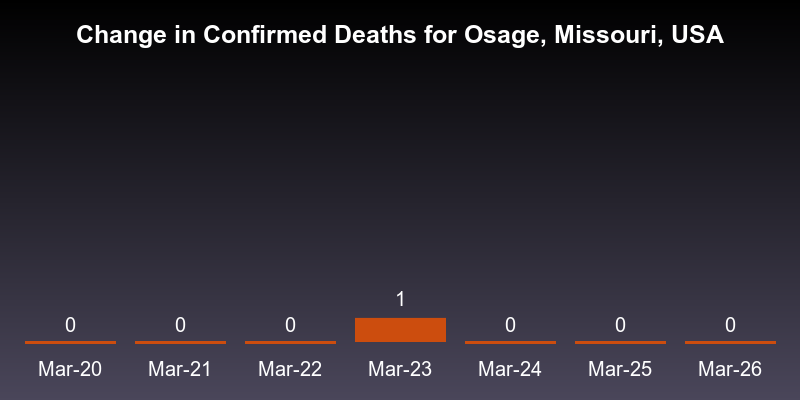 Change in Confirmed Deaths for Osage, Missouri, USA
1
0 0 0 0 0 0
Mar-20 Mar-21 Mar-22 Mar-23 Mar-24 Mar-25 Mar-26